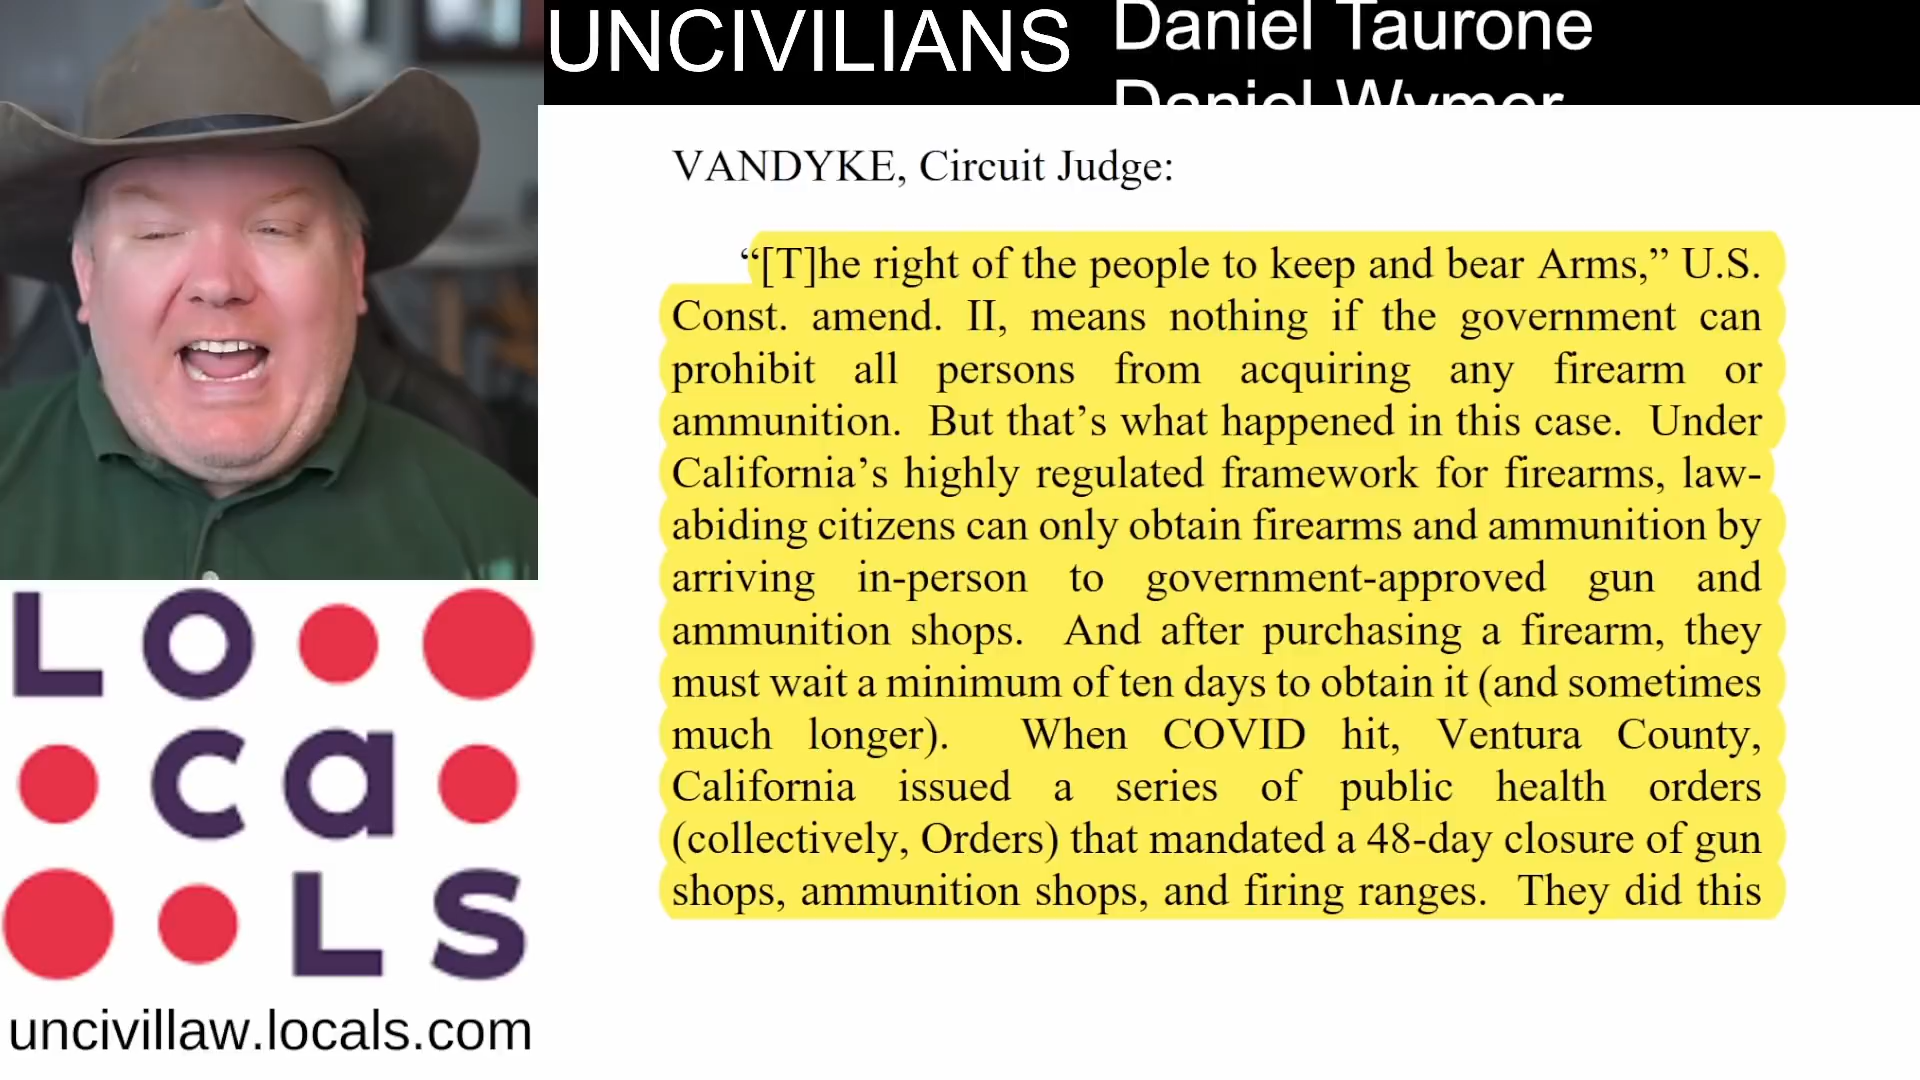 UNCIVILIANS
Daniel Taurone
Daniel Wymer
VANDYKE, Circuit Judge:
“[T]he right of the people to keep and bear Arms,” U.S.
Const. amend. II, means nothing if the government can
prohibit all persons from acquiring any firearm or
ammunition. But that’s what happened in this case. Under
California’s highly regulated framework for firearms, law-
abiding citizens can only obtain firearms and ammunition by
arriving in-person to government-approved gun and
ammunition shops. And after purchasing a firearm, they
must wait a minimum of ten days to obtain it (and sometimes
much longer). When COVID hit, Ventura County,
California issued a series of public health orders
(collectively, Orders) that mandated a 48-day closure of gun
shops, ammunition shops, and firing ranges. They did this
LO
ca
LS
uncivillaw.locals.com